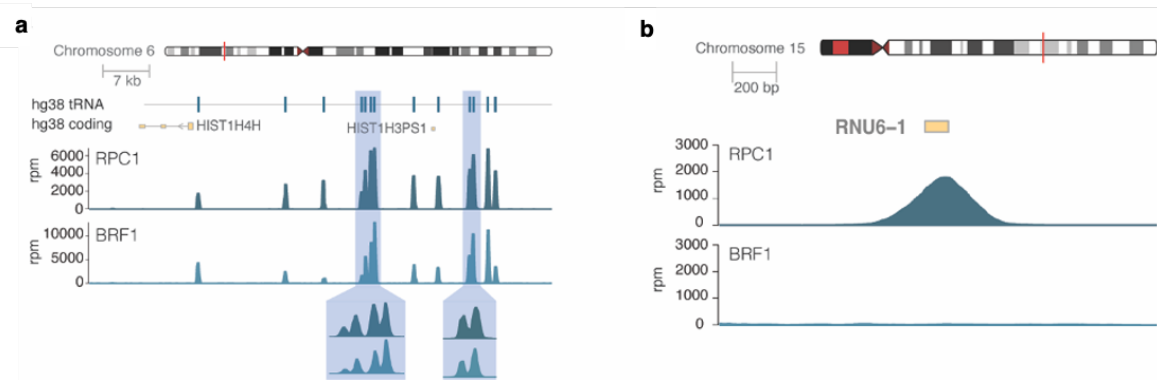 a
Chromosome 6
7 kb
hg38 tRNA
hg38 coding
HIST1H4H
HIST1H3PS1
rpm
6000
4000
2000
0
RPC1
rpm
10000
5000
0
BRF1
b
Chromosome 15
200 bp
RNU6-1
rpm
3000
2000
1000
0
RPC1
rpm
3000
2000
1000
0
BRF1